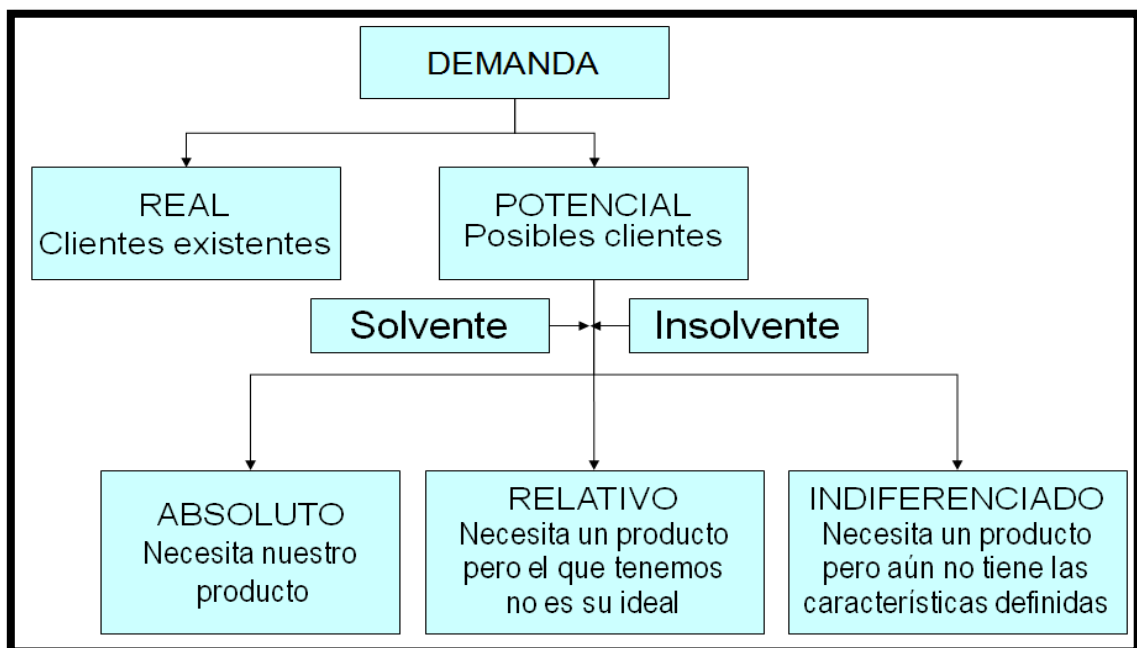 DEMANDA
REAL
Clientes existentes
POTENCIAL
Posibles clientes
Solvente
Insolvente
ABSOLUTO
Necesita nuestro
producto
RELATIVO
Necesita un producto
pero el que tenemos
no es su ideal
INDIFERENCIADO
Necesita un producto
pero aún no tiene las
características definidas